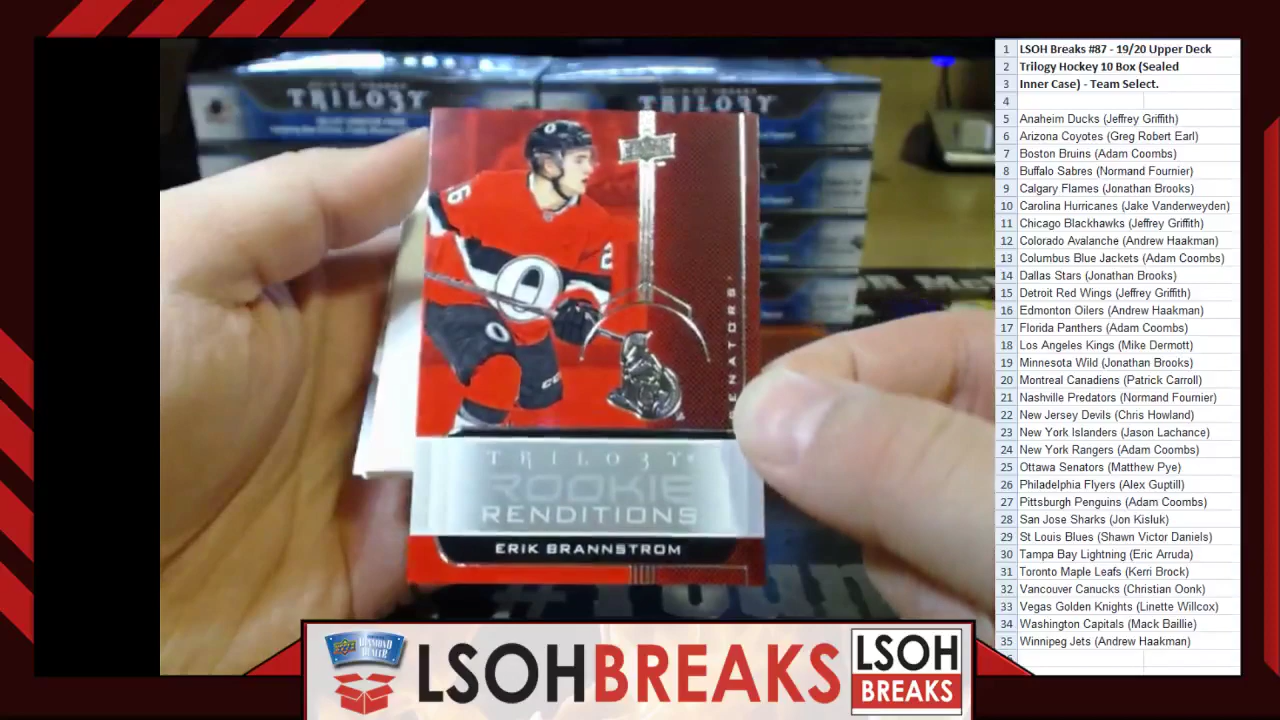 TRILOGY
TRILOGY
26
2
SENATORS
TRILOGY
ROOKIE
RENDITIONS
ERIK BRANNSTROM
1 LSOH Breaks #87 - 19/20 Upper Deck
2 Trilogy Hockey 10 Box (Sealed
3 Inner Case) - Team Select.
4
5 Anaheim Ducks (Jeffrey Griffith)
6 Arizona Coyotes (Greg Robert Earl)
7 Boston Bruins (Adam Coombs)
8 Buffalo Sabres (Normand Fournier)
9 Calgary Flames (Jonathan Brooks)
10 Carolina Hurricanes (Jake Vanderweyden)
11 Chicago Blackhawks (Jeffrey Griffith)
12 Colorado Avalanche (Andrew Haakman)
13 Columbus Blue Jackets (Adam Coombs)
14 Dallas Stars (Jonathan Brooks)
15 Detroit Red Wings (Jeffrey Griffith)
16 Edmonton Oilers (Andrew Haakman)
17 Florida Panthers (Adam Coombs)
18 Los Angeles Kings (Mike Dermott)
19 Minnesota Wild (Jonathan Brooks)
20 Montreal Canadiens (Patrick Carroll)
21 Nashville Predators (Normand Fournier)
22 New Jersey Devils (Chris Howland)
23 New York Islanders (Jason Lachance)
24 New York Rangers (Adam Coombs)
25 Ottawa Senators (Matthew Pye)
26 Philadelphia Flyers (Alex Guptill)
27 Pittsburgh Penguins (Adam Coombs)
28 San Jose Sharks (Jon Kisluk)
29 St Louis Blues (Shawn Victor Daniels)
30 Tampa Bay Lightning (Eric Arruda)
31 Toronto Maple Leafs (Kerri Brock)
32 Vancouver Canucks (Christian Oonk)
33 Vegas Golden Knights (Linette Willcox)
34 Washington Capitals (Mack Baillie)
35 Winnipeg Jets (Andrew Haakman)
DIAMOND
DEALER
LSOHBREAKS
LSOH
BREAKS